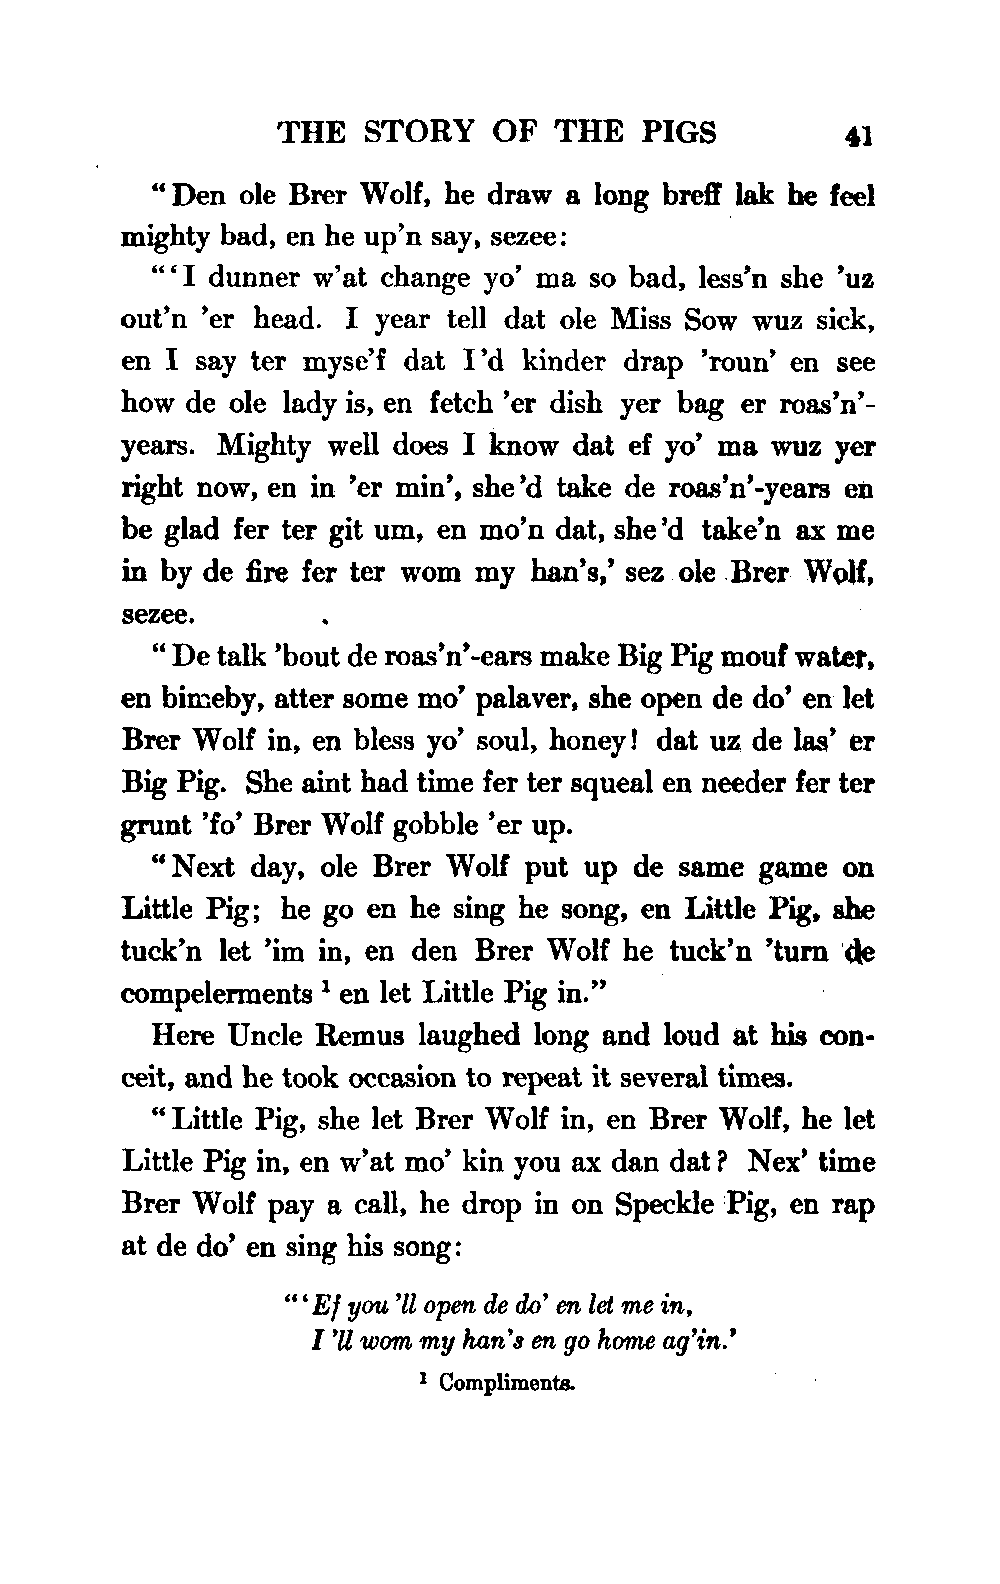 THE STORY OF THE PIGS 41
“Den ole Brer Wolf, he draw a long breff lak he feel
mighty bad, en he up’n say, sezee:
“‘I dunner w’at change yo’ ma so bad, less’n she ’uz
out’n ’er head. I year tell dat ole Miss Sow wuz sick,
en I say ter myse’f dat I’d kinder drap ’roun’ en see
how de ole lady is, en fetch ’er dish yer bag er roas’n’-
years. Mighty well does I know dat ef yo’ ma wuz yer
right now, en in ’er min’, she’d take de roas’n’-years en
be glad fer ter git um, en mo’n dat, she’d take’n ax me
in by de fire fer ter wom my han’s,’ sez ole Brer Wolf,
sezee.
“De talk ’bout de roas’n’-ears make Big Pig mouf water,
en bimeby, atter some mo’ palaver, she open de do’ en let
Brer Wolf in, en bless yo’ soul, honey! dat uz de las’ er
Big Pig. She aint had time fer ter squeal en needer fer ter
grunt ’fo’ Brer Wolf gobble ’er up.
“Next day, ole Brer Wolf put up de same game on
Little Pig; he go en he sing he song, en Little Pig, she
tuck’n let ’im in, en den Brer Wolf he tuck’n ’turn de
compelerments ¹ en let Little Pig in.”
Here Uncle Remus laughed long and loud at his con-
ceit, and he took occasion to repeat it several times.
“Little Pig, she let Brer Wolf in, en Brer Wolf, he let
Little Pig in, en w’at mo’ kin you ax dan dat? Nex’ time
Brer Wolf pay a call, he drop in on Speckle Pig, en rap
at de do’ en sing his song:
“‘Ef you ’ll open de do’ en let me in,
I ’ll wom my han’s en go home ag’in.’
¹ Compliments.